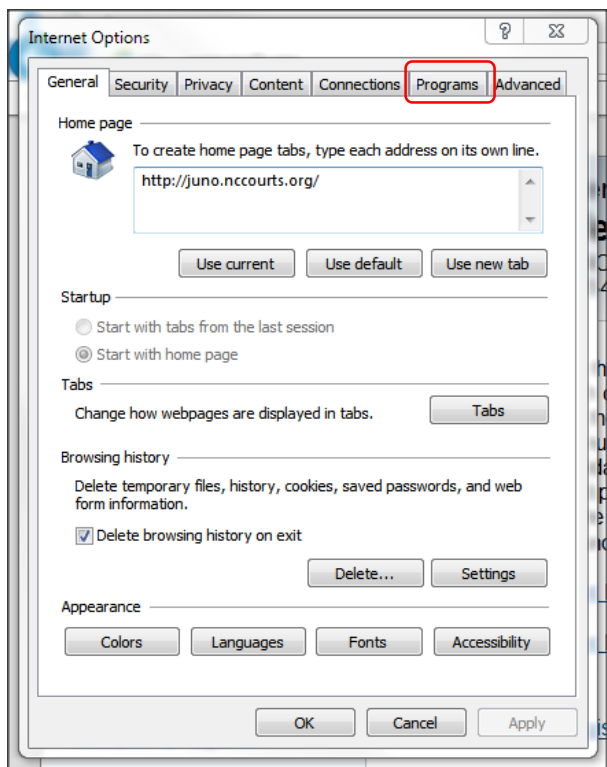 Internet Options
General Security Privacy Content Connections Programs Advanced
Home page
To create home page tabs, type each address on its own line.
http://juno.nccourts.org/
Use current Use default Use new tab
Startup
Start with tabs from the last session
Start with home page
Tabs
Change how webpages are displayed in tabs. Tabs
Browsing history
Delete temporary files, history, cookies, saved passwords, and web
form information.
Delete browsing history on exit
Delete... Settings
Appearance
Colors Languages Fonts Accessibility
OK Cancel Apply